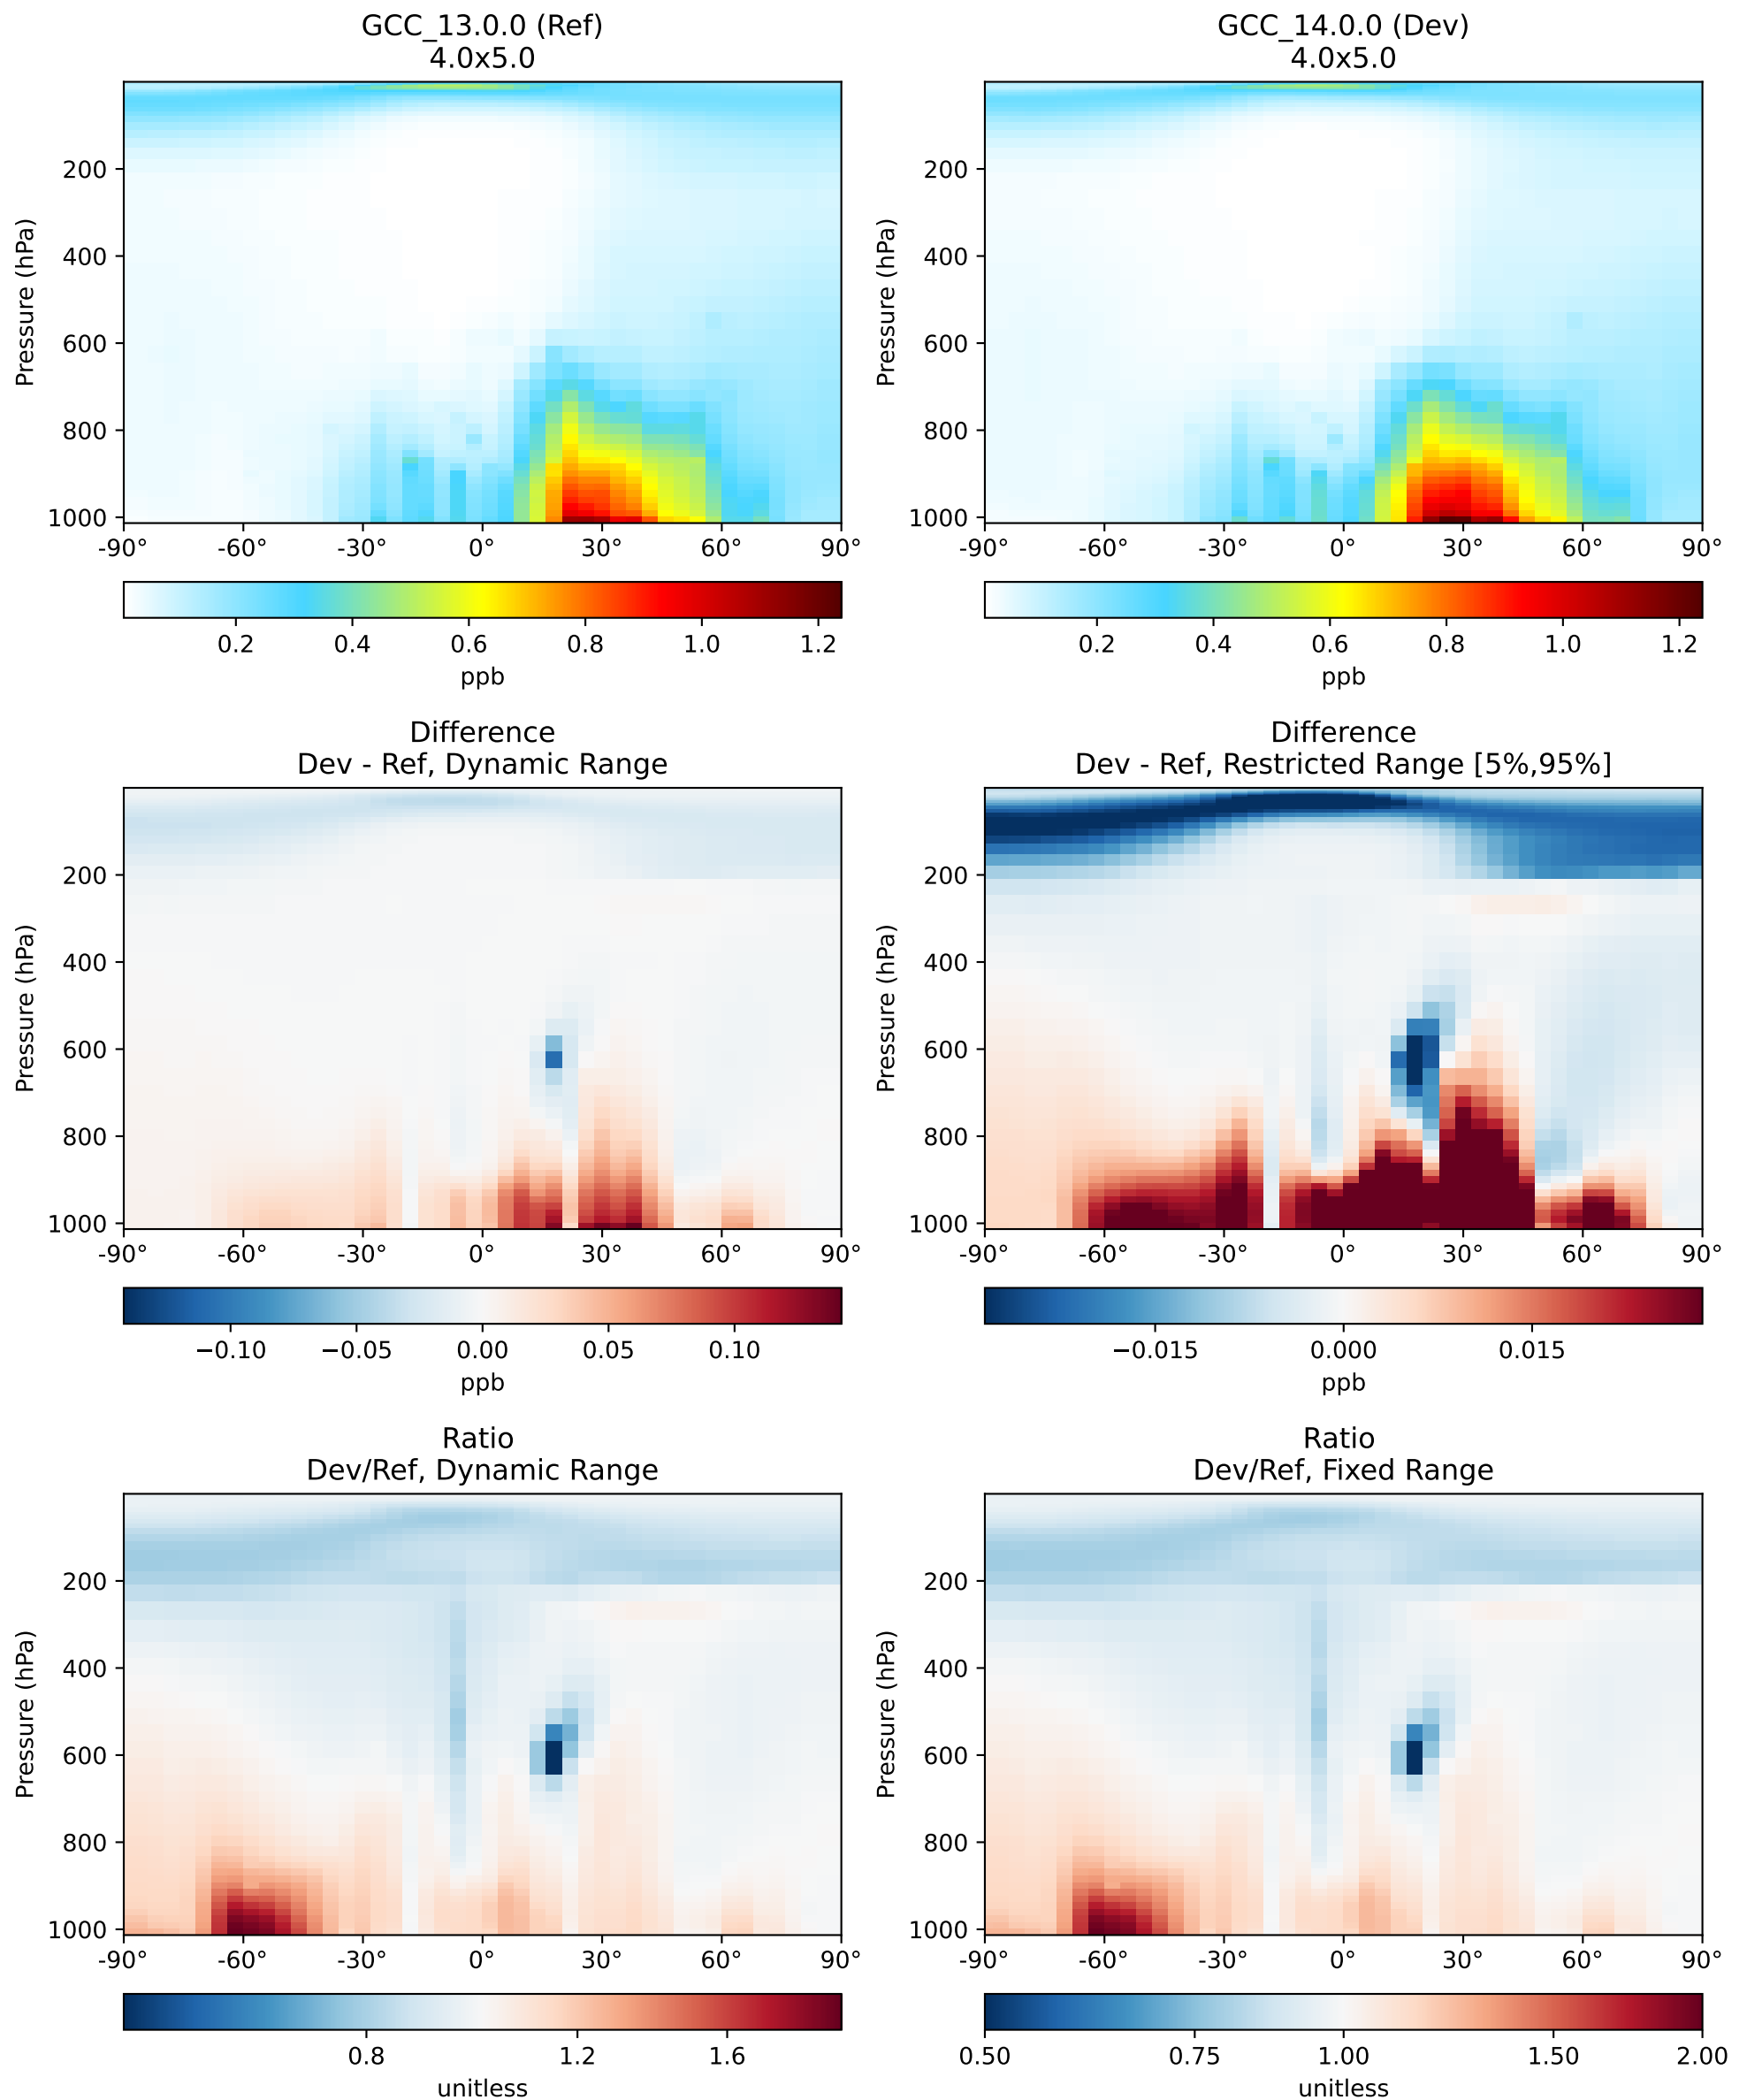 GCC_13.0.0 (Ref)
4.0x5.0
Pressure (hPa)
200
400
600
800
1000
-90° -60° -30° 0° 30° 60° 90°
0.2 0.4 0.6 0.8 1.0 1.2
ppb
GCC_14.0.0 (Dev)
4.0x5.0
Pressure (hPa)
200
400
600
800
1000
-90° -60° -30° 0° 30° 60° 90°
0.2 0.4 0.6 0.8 1.0 1.2
ppb
Difference
Dev - Ref, Dynamic Range
Pressure (hPa)
200
400
600
800
1000
-90° -60° -30° 0° 30° 60° 90°
−0.10 −0.05 0.00 0.05 0.10
ppb
Difference
Dev - Ref, Restricted Range [5%,95%]
Pressure (hPa)
200
400
600
800
1000
-90° -60° -30° 0° 30° 60° 90°
−0.015 0.000 0.015
ppb
Ratio
Dev/Ref, Dynamic Range
Pressure (hPa)
200
400
600
800
1000
-90° -60° -30° 0° 30° 60° 90°
0.8 1.2 1.6
unitless
Ratio
Dev/Ref, Fixed Range
Pressure (hPa)
200
400
600
800
1000
-90° -60° -30° 0° 30° 60° 90°
0.50 0.75 1.00 1.50 2.00
unitless